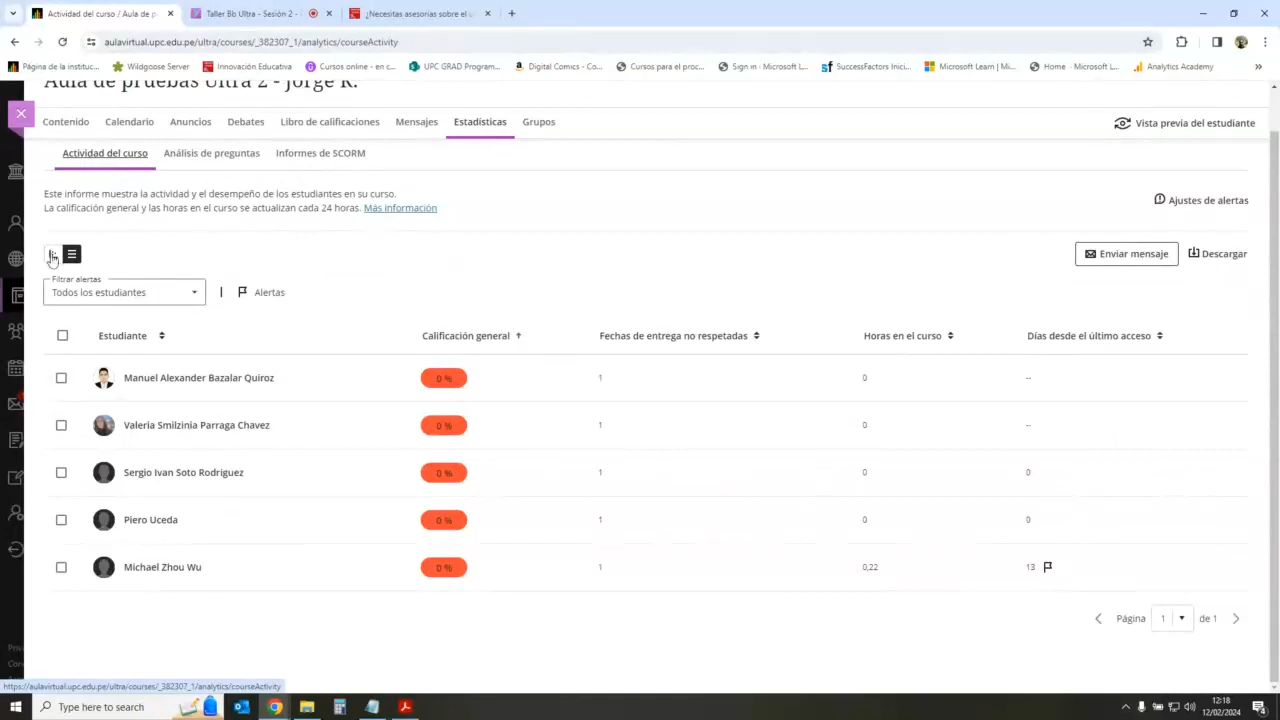 Actividad del curso / Aula de p
Taller Bb Ultra - Sesión 2 -
¿Necesitas asesorias sobre el u
aulavirtual.upc.edu.pe/ultra/courses/_382307_1/analytics/courseActivity
Página de la instituc...
Wildgoose Server
Innovación Educativa
Cursos online - en c...
UPC GRAD Program...
Digital Comics - Co...
Cursos para el proc...
Sign in · Microsoft L...
SuccessFactors Inici...
Microsoft Learn | Mi...
Home · Microsoft L...
Analytics Academy
»
Aula de pruebas Ultra 2 - Jorge R.
Contenido
Calendario
Anuncios
Debates
Libro de calificaciones
Mensajes
Estadísticas
Grupos
Vista previa del estudiante
Actividad del curso
Análisis de preguntas
Informes de SCORM
Este informe muestra la actividad y el desempeño de los estudiantes en su curso.
La calificación general y las horas en el curso se actualizan cada 24 horas. Más información
Ajustes de alertas
Enviar mensaje
Descargar
Filtrar alertas
Todos los estudiantes
Alertas
Estudiante
Calificación general
Fechas de entrega no respetadas
Horas en el curso
Días desde el último acceso
Manuel Alexander Bazalar Quiroz 0 % 1 0 --
Valeria Smilzinia Parraga Chavez 0 % 1 0 --
Sergio Ivan Soto Rodriguez 0 % 1 0 0
Piero Uceda 0 % 1 0 0
Michael Zhou Wu 0 % 1 0,22 13
Página 1 de 1
Priv
https://aulavirtual.upc.edu.pe/ultra/courses/_382307_1/analytics/courseActivity
Type here to search
12:18
12/02/2024
4